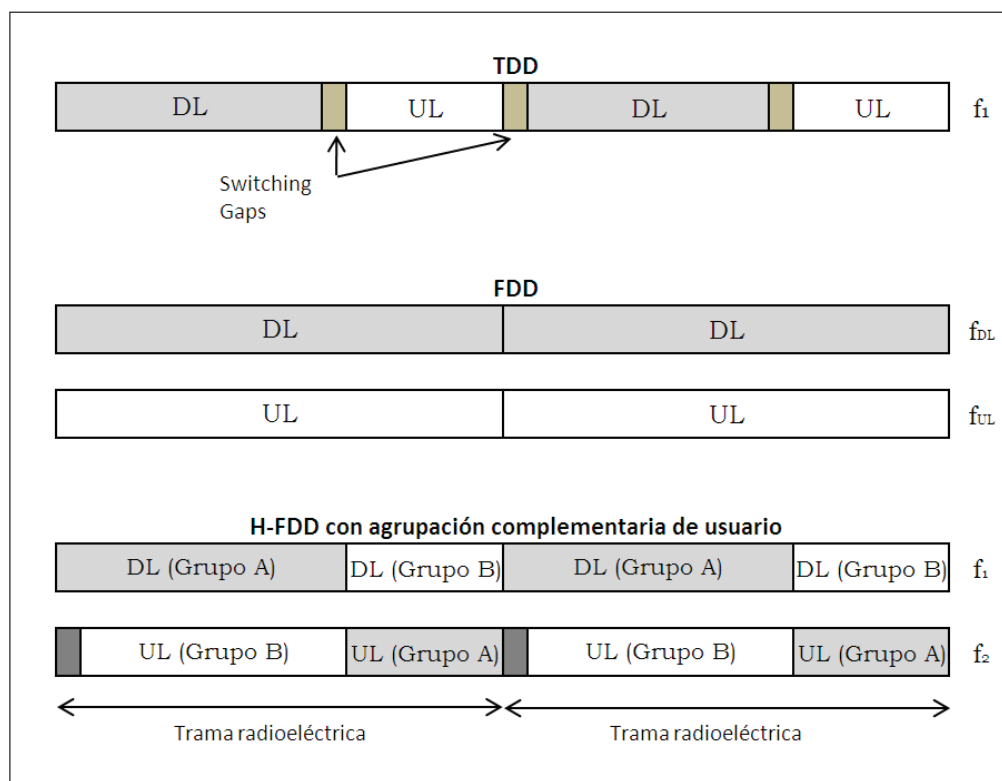 TDD
DL UL DL UL f₁
Switching
Gaps
FDD
DL DL f_DL
UL UL f_UL
H-FDD con agrupación complementaria de usuario
DL (Grupo A) DL (Grupo B) DL (Grupo A) DL (Grupo B) f₁
UL (Grupo B) UL (Grupo A) UL (Grupo B) UL (Grupo A) f₂
Trama radioeléctrica Trama radioeléctrica